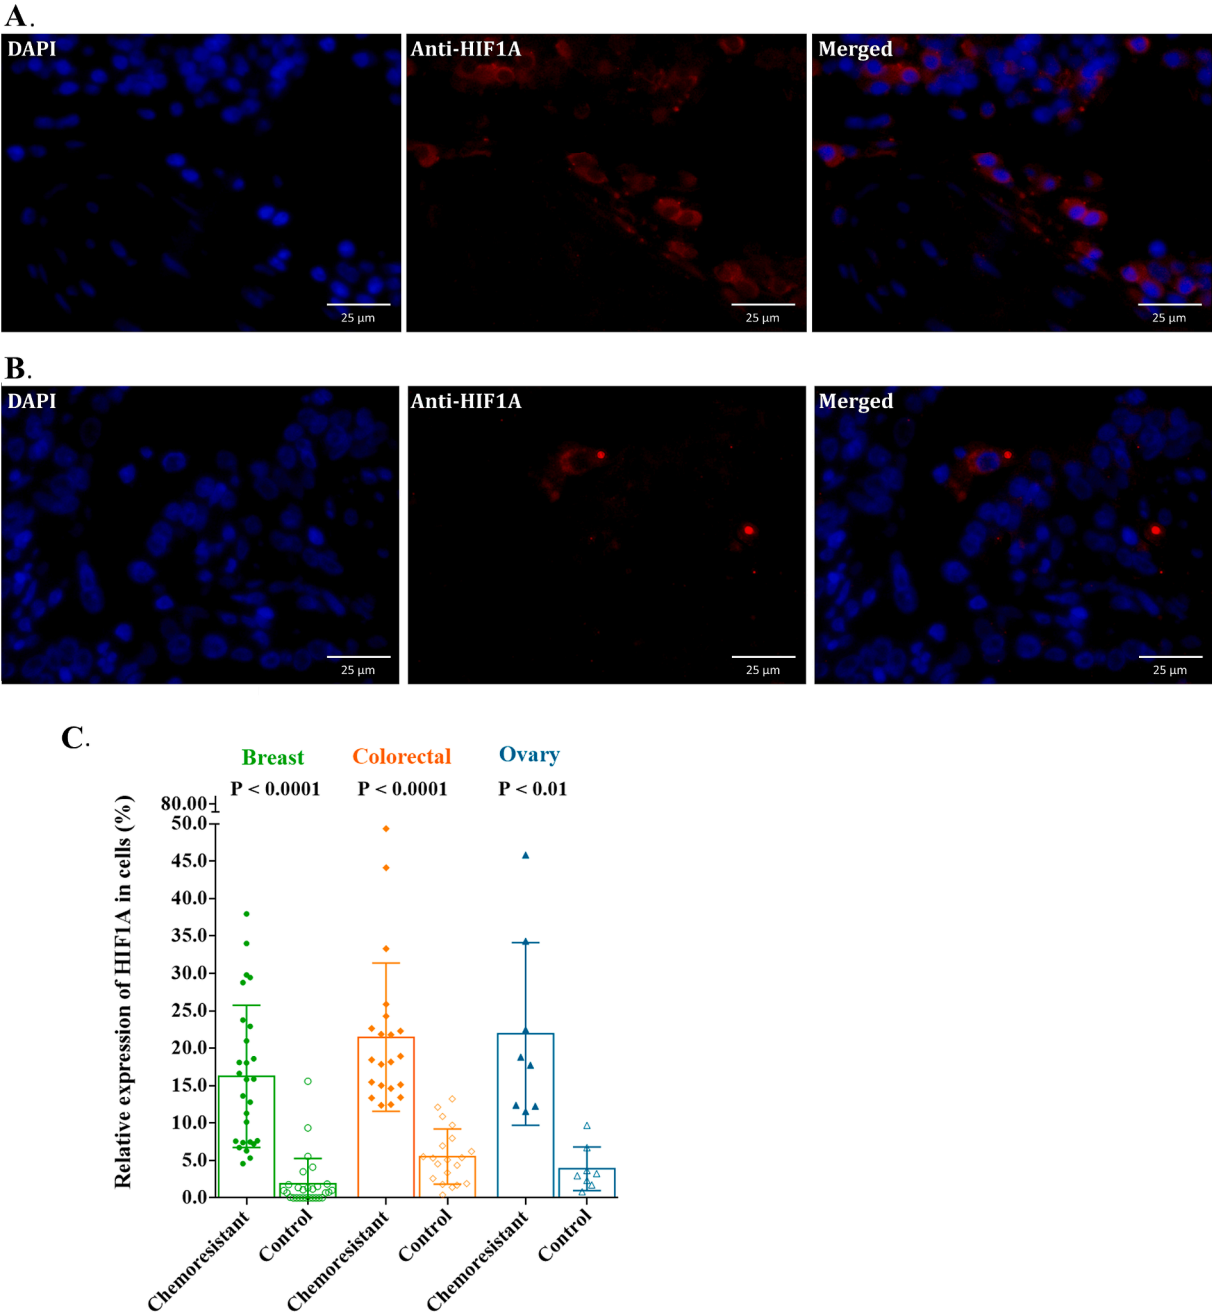 A.
DAPI
Anti-HIF1A
Merged
25 µm
25 µm
25 µm
B.
DAPI
Anti-HIF1A
Merged
25 µm
25 µm
25 µm
C.
Breast
Colorectal
Ovary
P < 0.0001
P < 0.0001
P < 0.01
Relative expression of HIF1A in cells (%)
80.00
50.0
45.0
40.0
35.0
30.0
25.0
20.0
15.0
10.0
5.0
0.0
Chemoresistant
Control
Chemoresistant
Control
Chemoresistant
Control